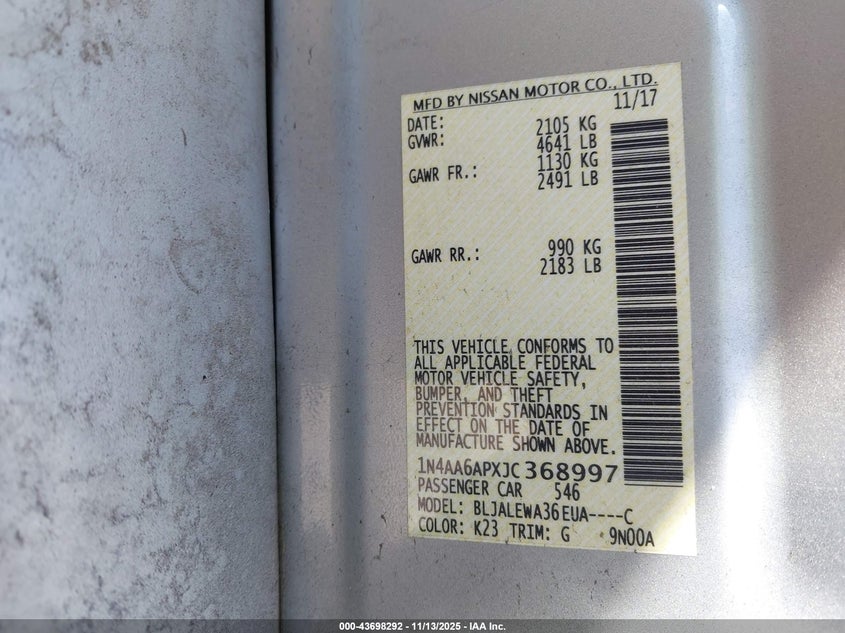 MFD BY NISSAN MOTOR CO., LTD.
DATE: 11/17
GVWR: 2105 KG
4641 LB
GAWR FR.: 1130 KG
2491 LB
GAWR RR.: 990 KG
2183 LB
THIS VEHICLE CONFORMS TO
ALL APPLICABLE FEDERAL
MOTOR VEHICLE SAFETY,
BUMPER, AND THEFT
PREVENTION STANDARDS IN
EFFECT ON THE DATE OF
MANUFACTURE SHOWN ABOVE.
1N4AA6APXJC368997
PASSENGER CAR 546
MODEL: BLJALEWA36EUA----C
COLOR: K23 TRIM: G 9N00A
000-43698292 - 11/13/2025 - IAA Inc.